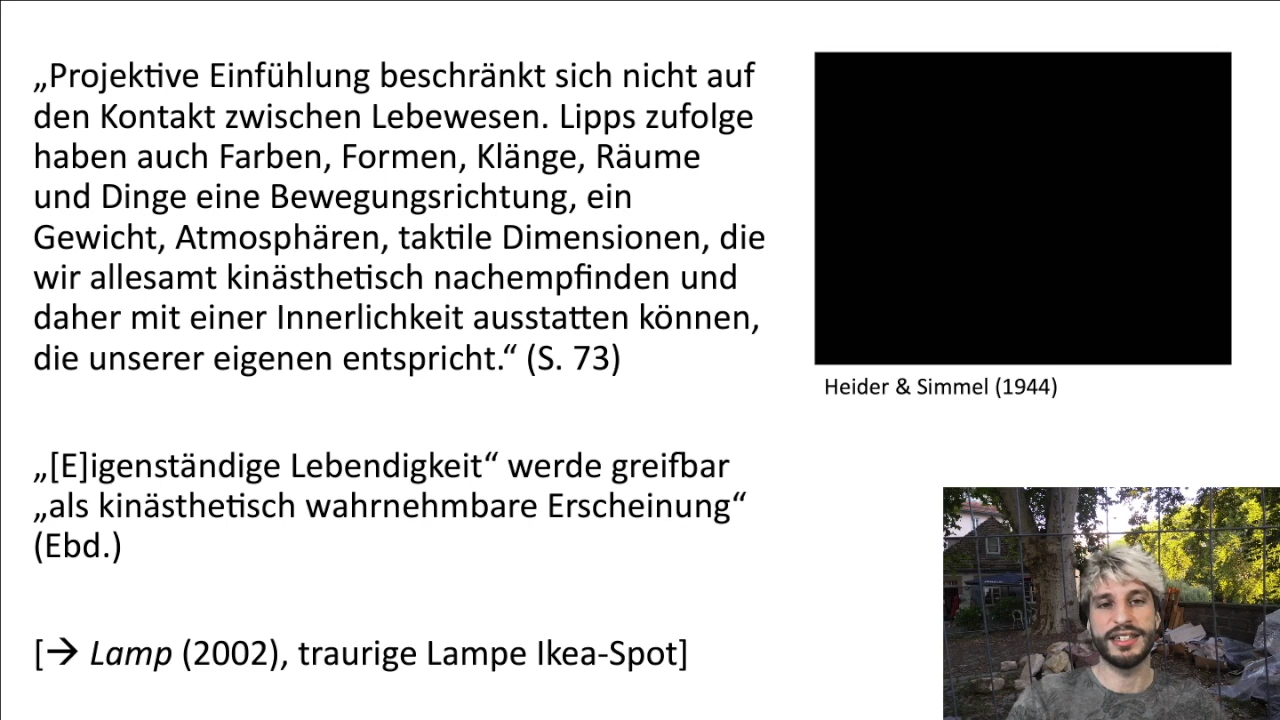 „Projektive Einfühlung beschränkt sich nicht auf
den Kontakt zwischen Lebewesen. Lipps zufolge
haben auch Farben, Formen, Klänge, Räume
und Dinge eine Bewegungsrichtung, ein
Gewicht, Atmosphären, taktile Dimensionen, die
wir allesamt kinästhetisch nachempfinden und
daher mit einer Innerlichkeit ausstatten können,
die unserer eigenen entspricht.“ (S. 73)
Heider & Simmel (1944)
„[E]igenständige Lebendigkeit“ werde greifbar
„als kinästhetisch wahrnehmbare Erscheinung“
(Ebd.)
[→ Lamp (2002), traurige Lampe Ikea-Spot]